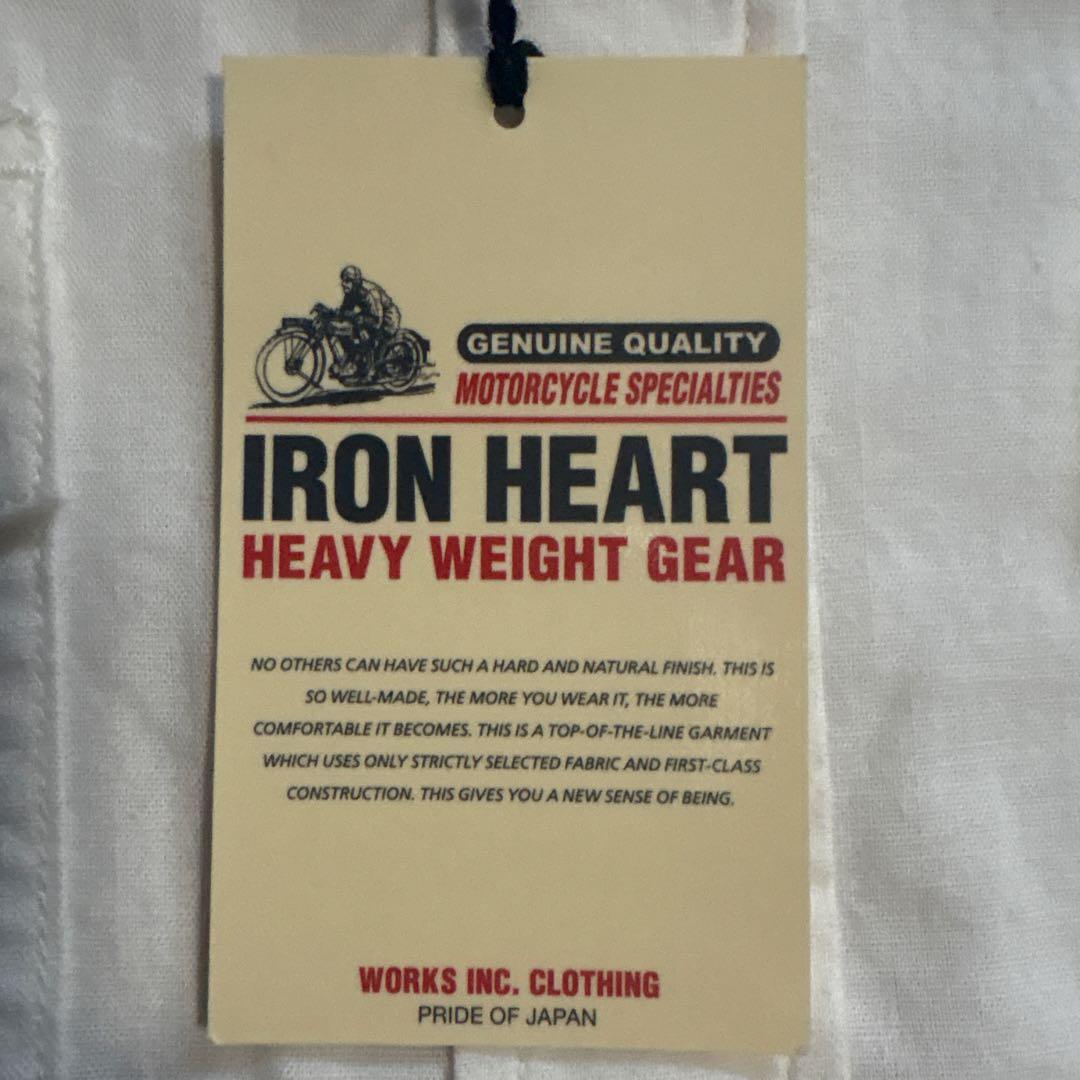 GENUINE QUALITY
MOTORCYCLE SPECIALTIES
IRON HEART
HEAVY WEIGHT GEAR
NO OTHERS CAN HAVE SUCH A HARD AND NATURAL FINISH. THIS IS
SO WELL-MADE, THE MORE YOU WEAR IT, THE MORE
COMFORTABLE IT BECOMES. THIS IS A TOP-OF-THE-LINE GARMENT
WHICH USES ONLY STRICTLY SELECTED FABRIC AND FIRST-CLASS
CONSTRUCTION. THIS GIVES YOU A NEW SENSE OF BEING.
WORKS INC. CLOTHING
PRIDE OF JAPAN